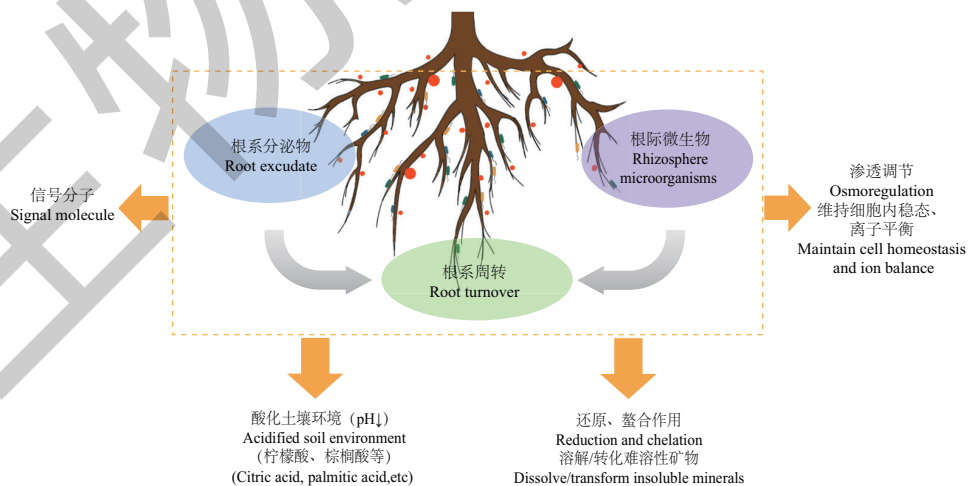 根系分泌物
Root excudate
根际微生物
Rhizosphere
microorganisms
信号分子
Signal molecule
渗透调节
Osmoregulation
维持细胞内稳态、
离子平衡
Maintain cell homeostasis
and ion balance
根系周转
Root turnover
酸化土壤环境（pH↓）
Acidified soil environment
(柠檬酸、棕榈酸等)
(Citric acid, palmitic acid,etc)
还原、螯合作用
Reduction and chelation
溶解/转化难溶性矿物
Dissolve/transform insoluble minerals